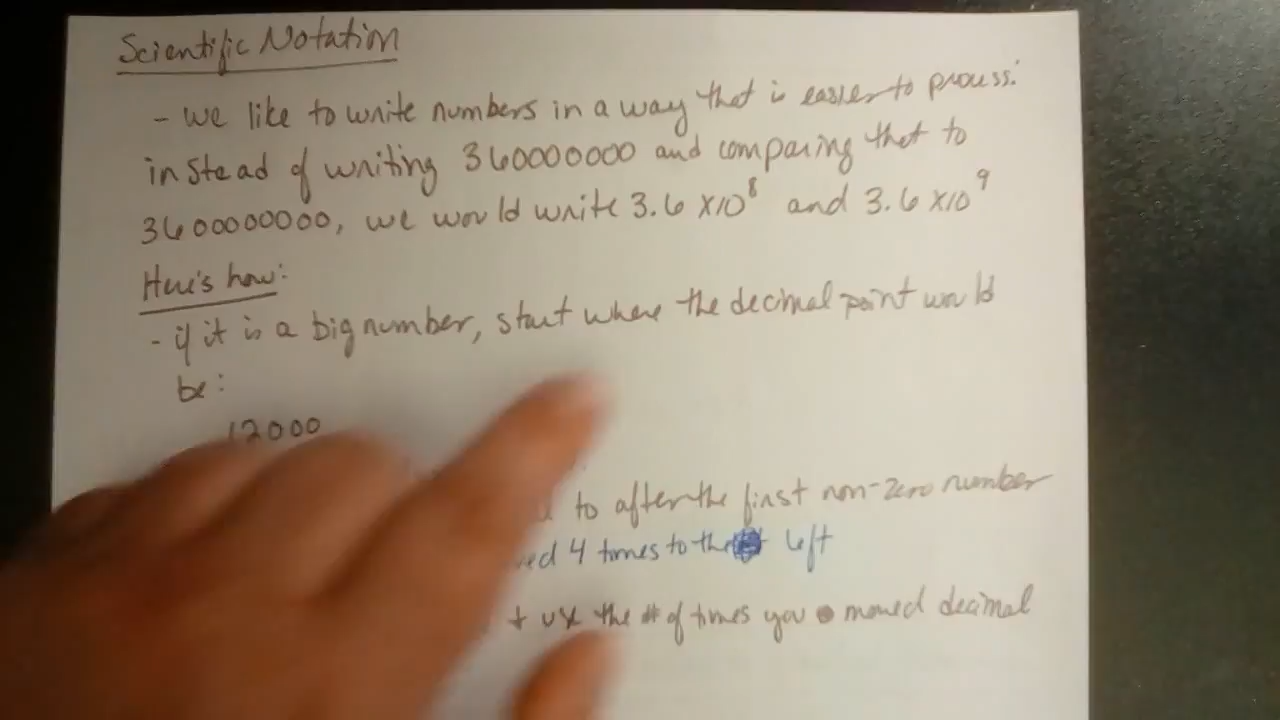 Scientific Notation
- we like to write numbers in a way that is easier to process:
instead of writing 360000000 and comparing that to
3600000000, we would write 3.6 x10⁸ and 3.6 x10⁹
Here's how:
- if it is a big number, start where the decimal point would
be:
12000
to after the first non-zero number
4 times to the left
+ use the # of times you moved decimal